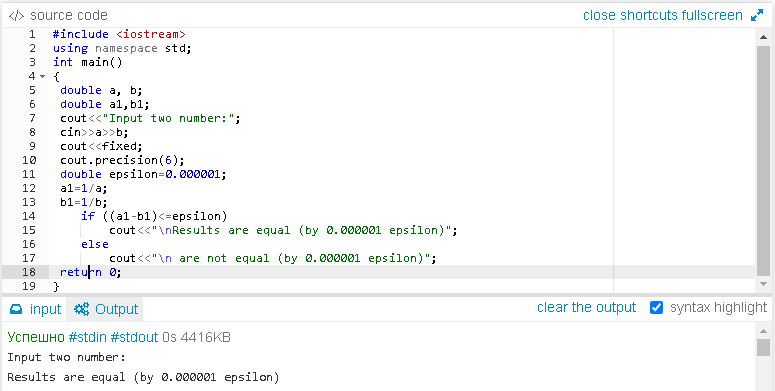 </> source code close shortcuts fullscreen
1 #include <iostream>
2 using namespace std;
3 int main()
4 {
5 double a, b;
6 double a1,b1;
7 cout<<"Input two number:";
8 cin>>a>>b;
9 cout<<fixed;
10 cout.precision(6);
11 double epsilon=0.000001;
12 a1=1/a;
13 b1=1/b;
14 if ((a1-b1)<=epsilon)
15 cout<<"\nResults are equal (by 0.000001 epsilon)";
16 else
17 cout<<"\n are not equal (by 0.000001 epsilon)";
18 return 0;
19 }
input Output clear the output syntax highlight
Успешно #stdin #stdout 0s 4416KB
Input two number:
Results are equal (by 0.000001 epsilon)